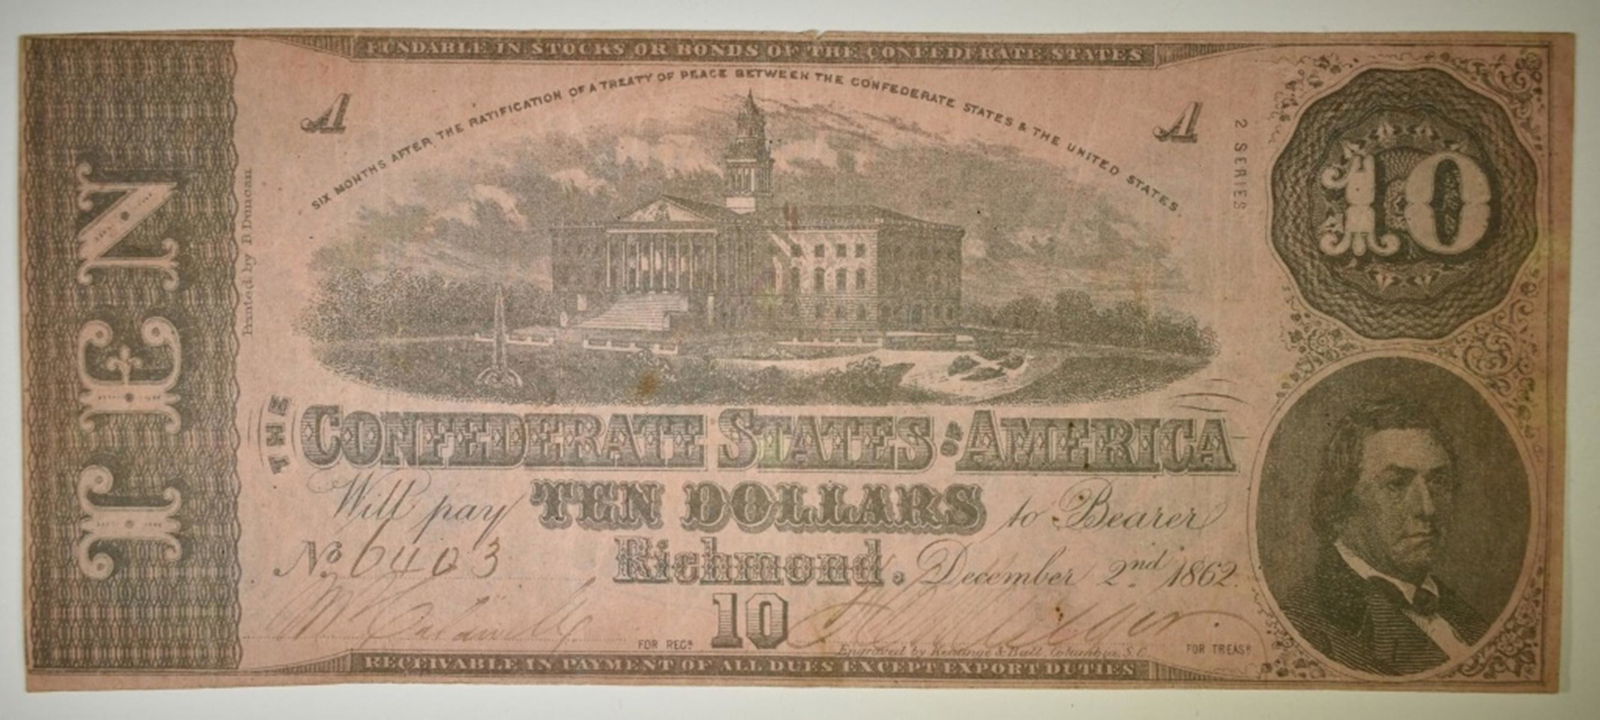 FUNDABLE IN STOCKS OR BONDS OF THE CONFEDERATE STATES
SIX MONTHS AFTER THE RATIFICATION OF A TREATY OF PEACE BETWEEN THE CONFEDERATE STATES & THE UNITED STATES.
A
A
2 SERIES
10
TEN
Printed by B Duncan
THE
CONFEDERATE STATES OF AMERICA
Will pay TEN DOLLARS to Bearer
No 6403 Richmond. December 2nd 1862
10
FOR REGR
FOR TREASR
Engraved by Keatinge & Ball Columbia, S.C.
RECEIVABLE IN PAYMENT OF ALL DUES EXCEPT EXPORT DUTIES